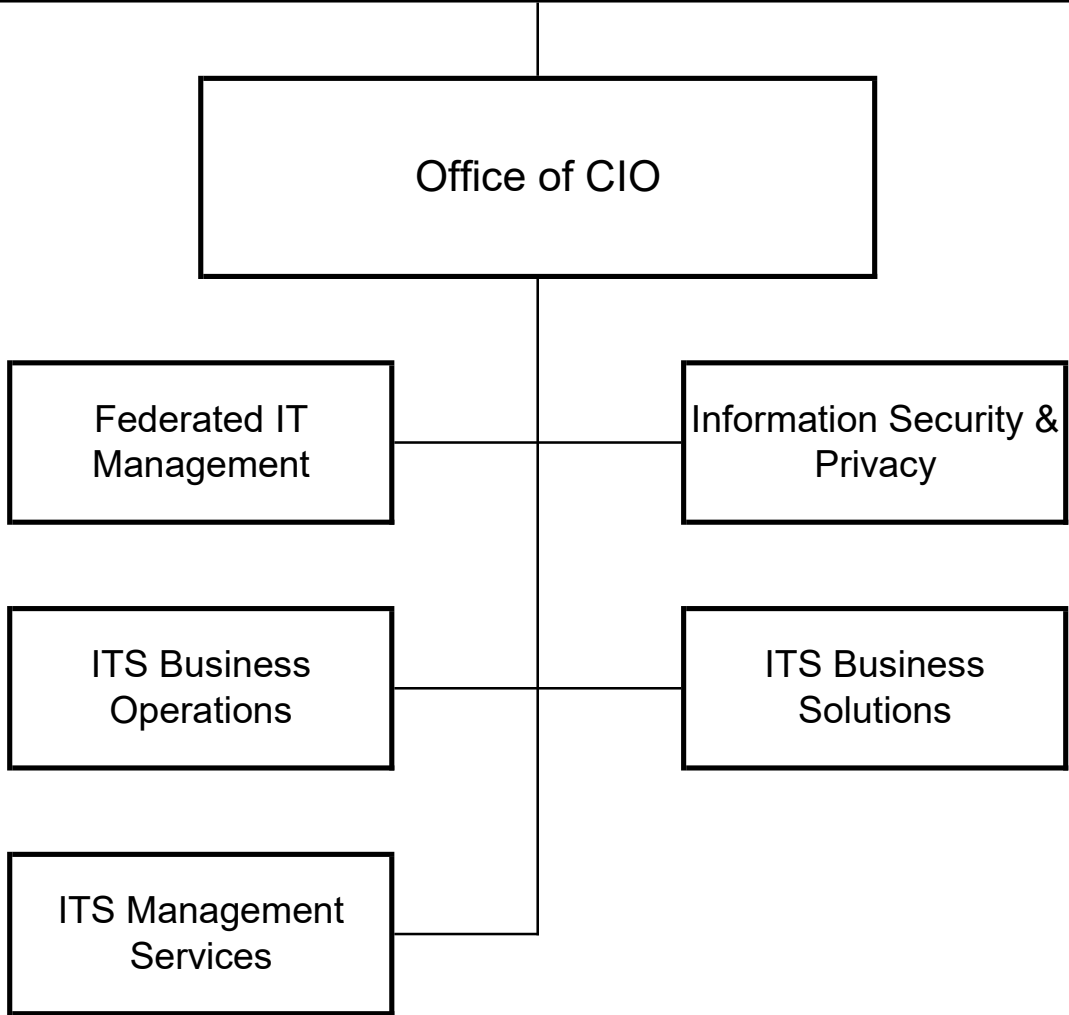 Office of CIO
Federated IT
Management
Information Security &
Privacy
ITS Business
Operations
ITS Business
Solutions
ITS Management
Services